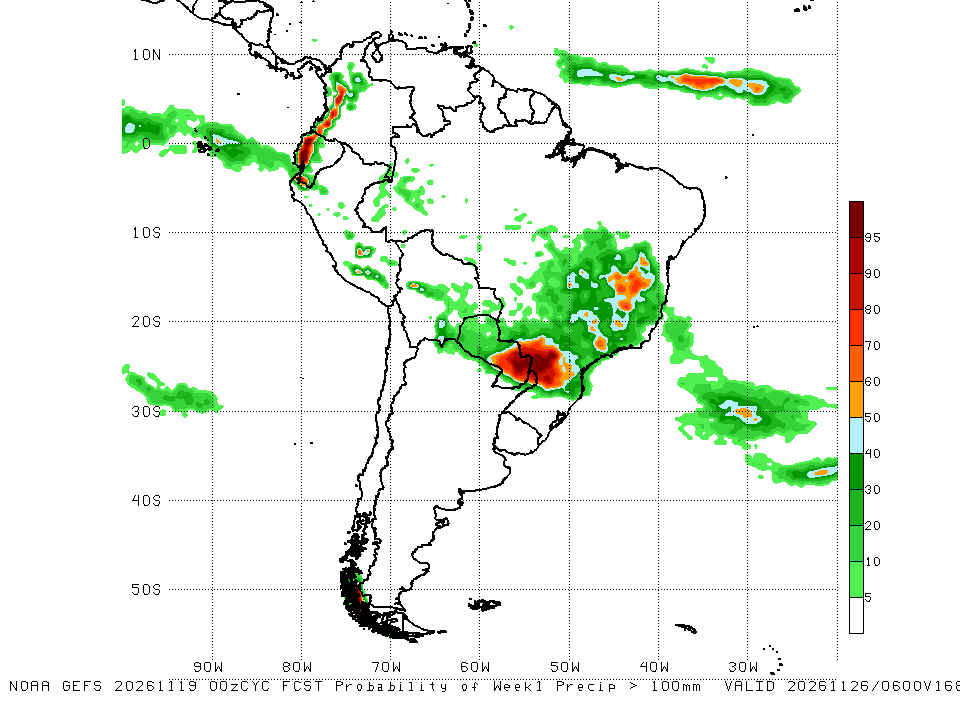 10N
0
10S
20S
30S
40S
50S
95
90
80
70
60
50
40
30
20
10
5
90W 80W 70W 60W 50W 40W 30W
NOAA GEFS 20261119 00zCYC FCST Probability of Week1 Precip > 100mm VALID 20261126/0600V168